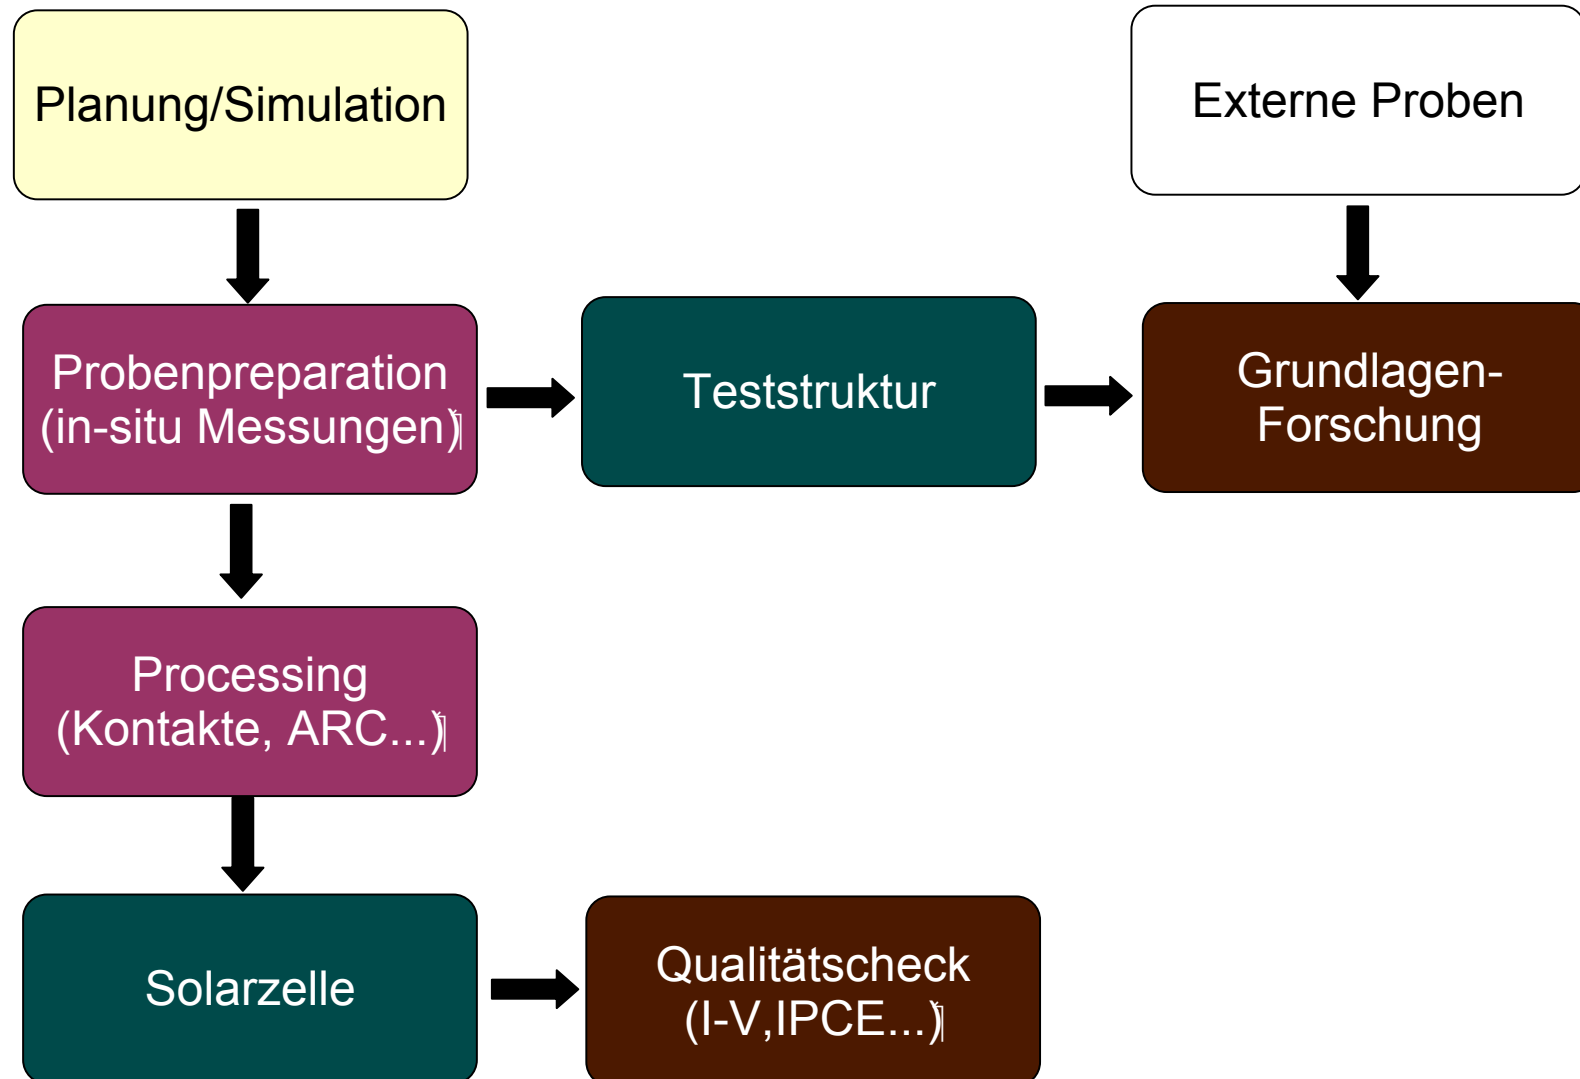 Planung/Simulation
Externe Proben
Probenpreparation
(in-situ Messungen)
Teststruktur
Grundlagen-
Forschung
Processing
(Kontakte, ARC...)
Solarzelle
Qualitätscheck
(I-V,IPCE...)